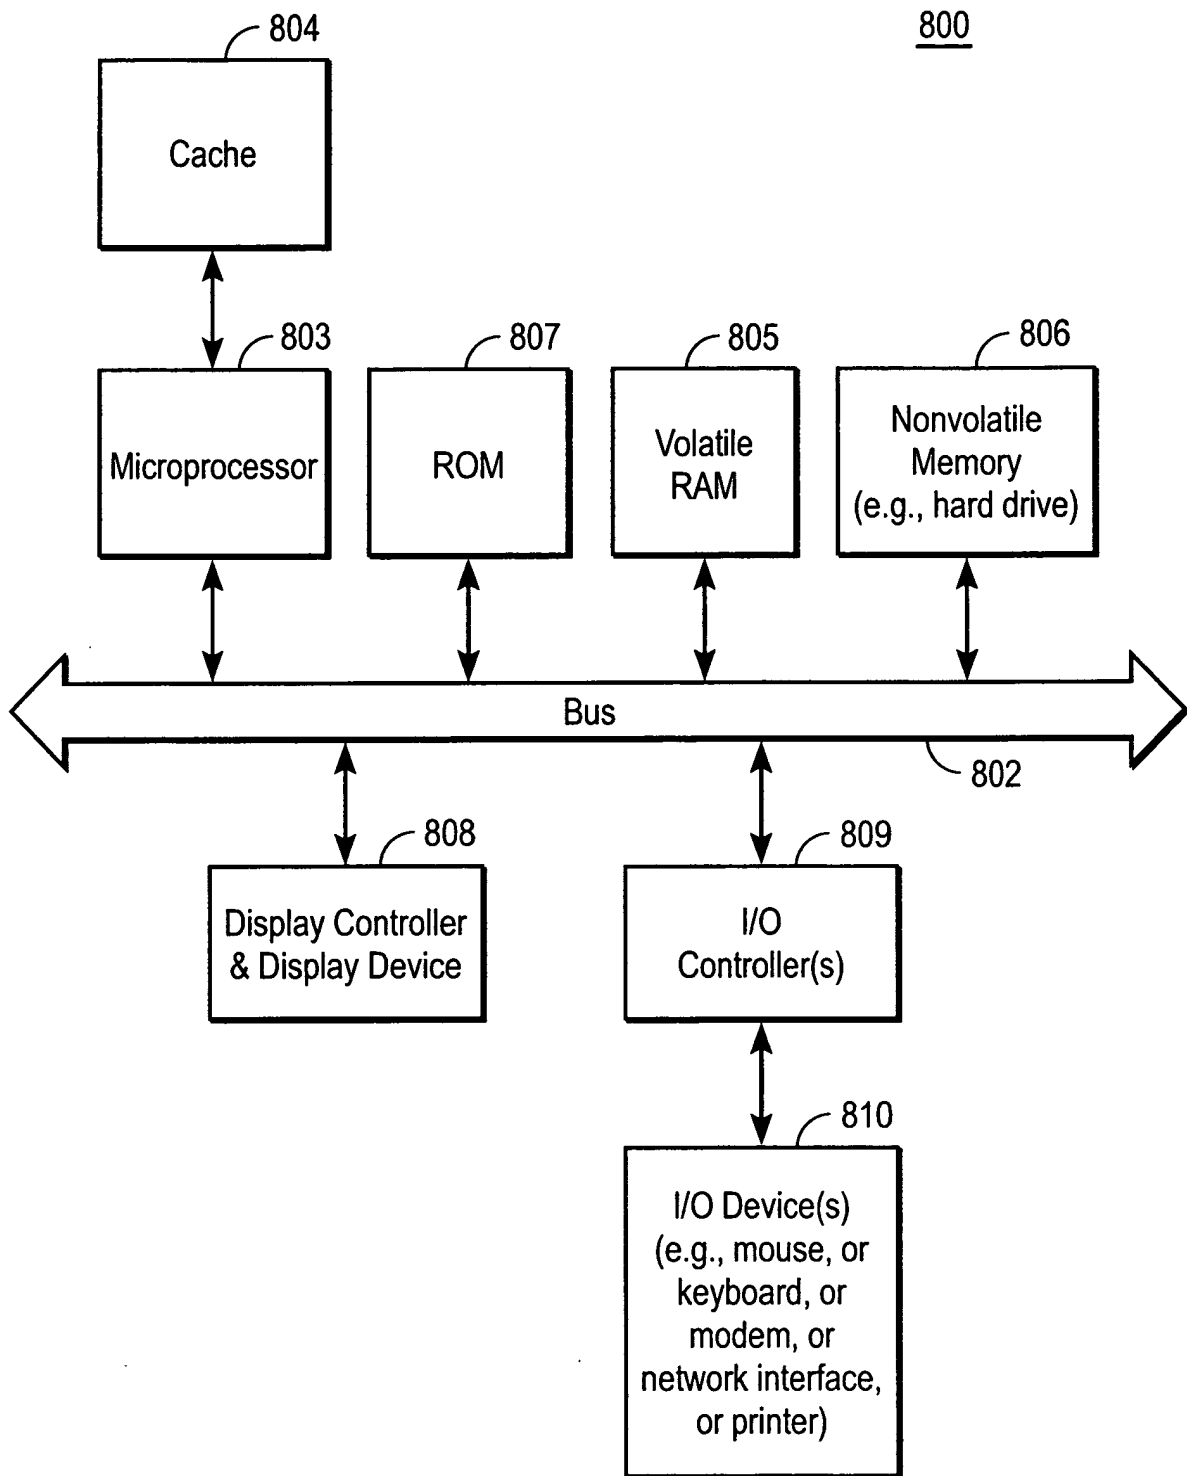 800
804
Cache
803
807
805
806
Microprocessor
ROM
Volatile
RAM
Nonvolatile
Memory
(e.g., hard drive)
Bus
802
808
809
Display Controller
& Display Device
I/O
Controller(s)
810
I/O Device(s)
(e.g., mouse, or
keyboard, or
modem, or
network interface,
or printer)